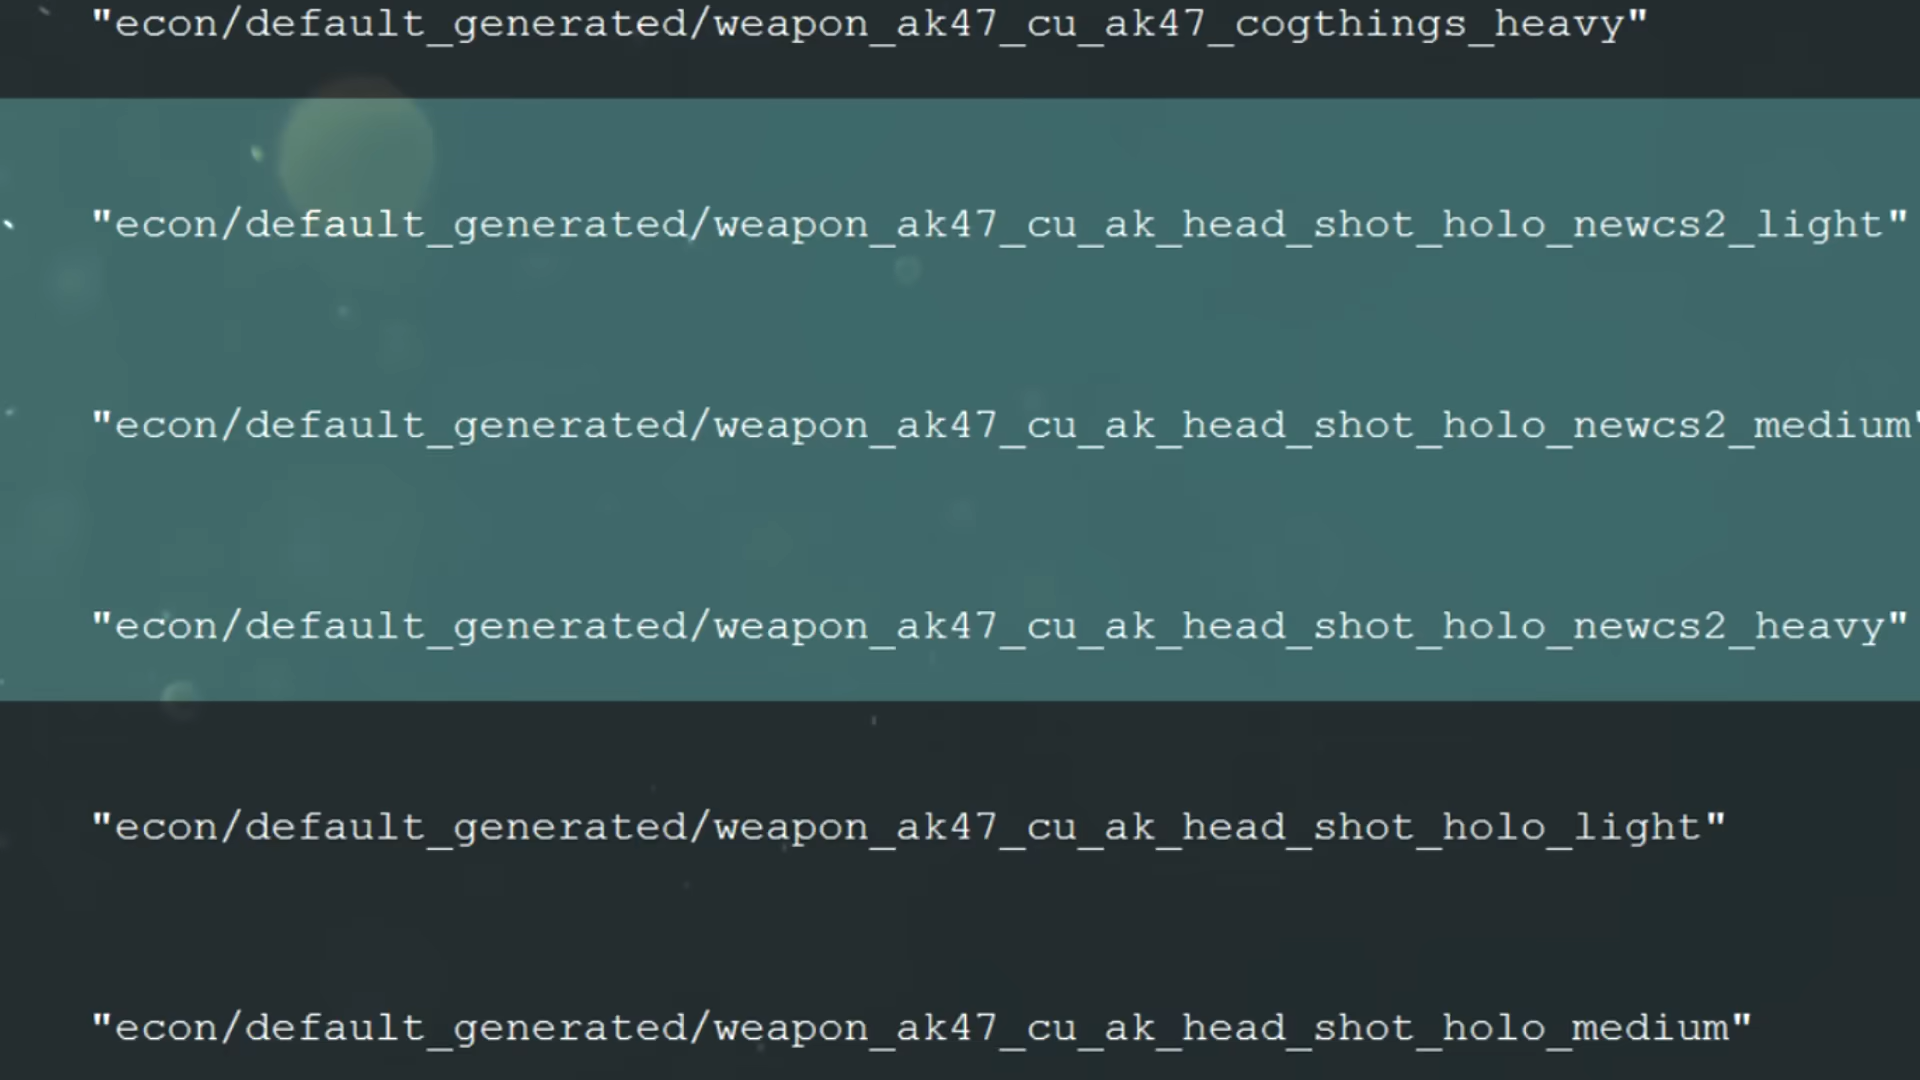 "econ/default_generated/weapon_ak47_cu_ak47_cogthings_heavy"
"econ/default_generated/weapon_ak47_cu_ak_head_shot_holo_newcs2_light"
"econ/default_generated/weapon_ak47_cu_ak_head_shot_holo_newcs2_medium"
"econ/default_generated/weapon_ak47_cu_ak_head_shot_holo_newcs2_heavy"
"econ/default_generated/weapon_ak47_cu_ak_head_shot_holo_light"
"econ/default_generated/weapon_ak47_cu_ak_head_shot_holo_medium"